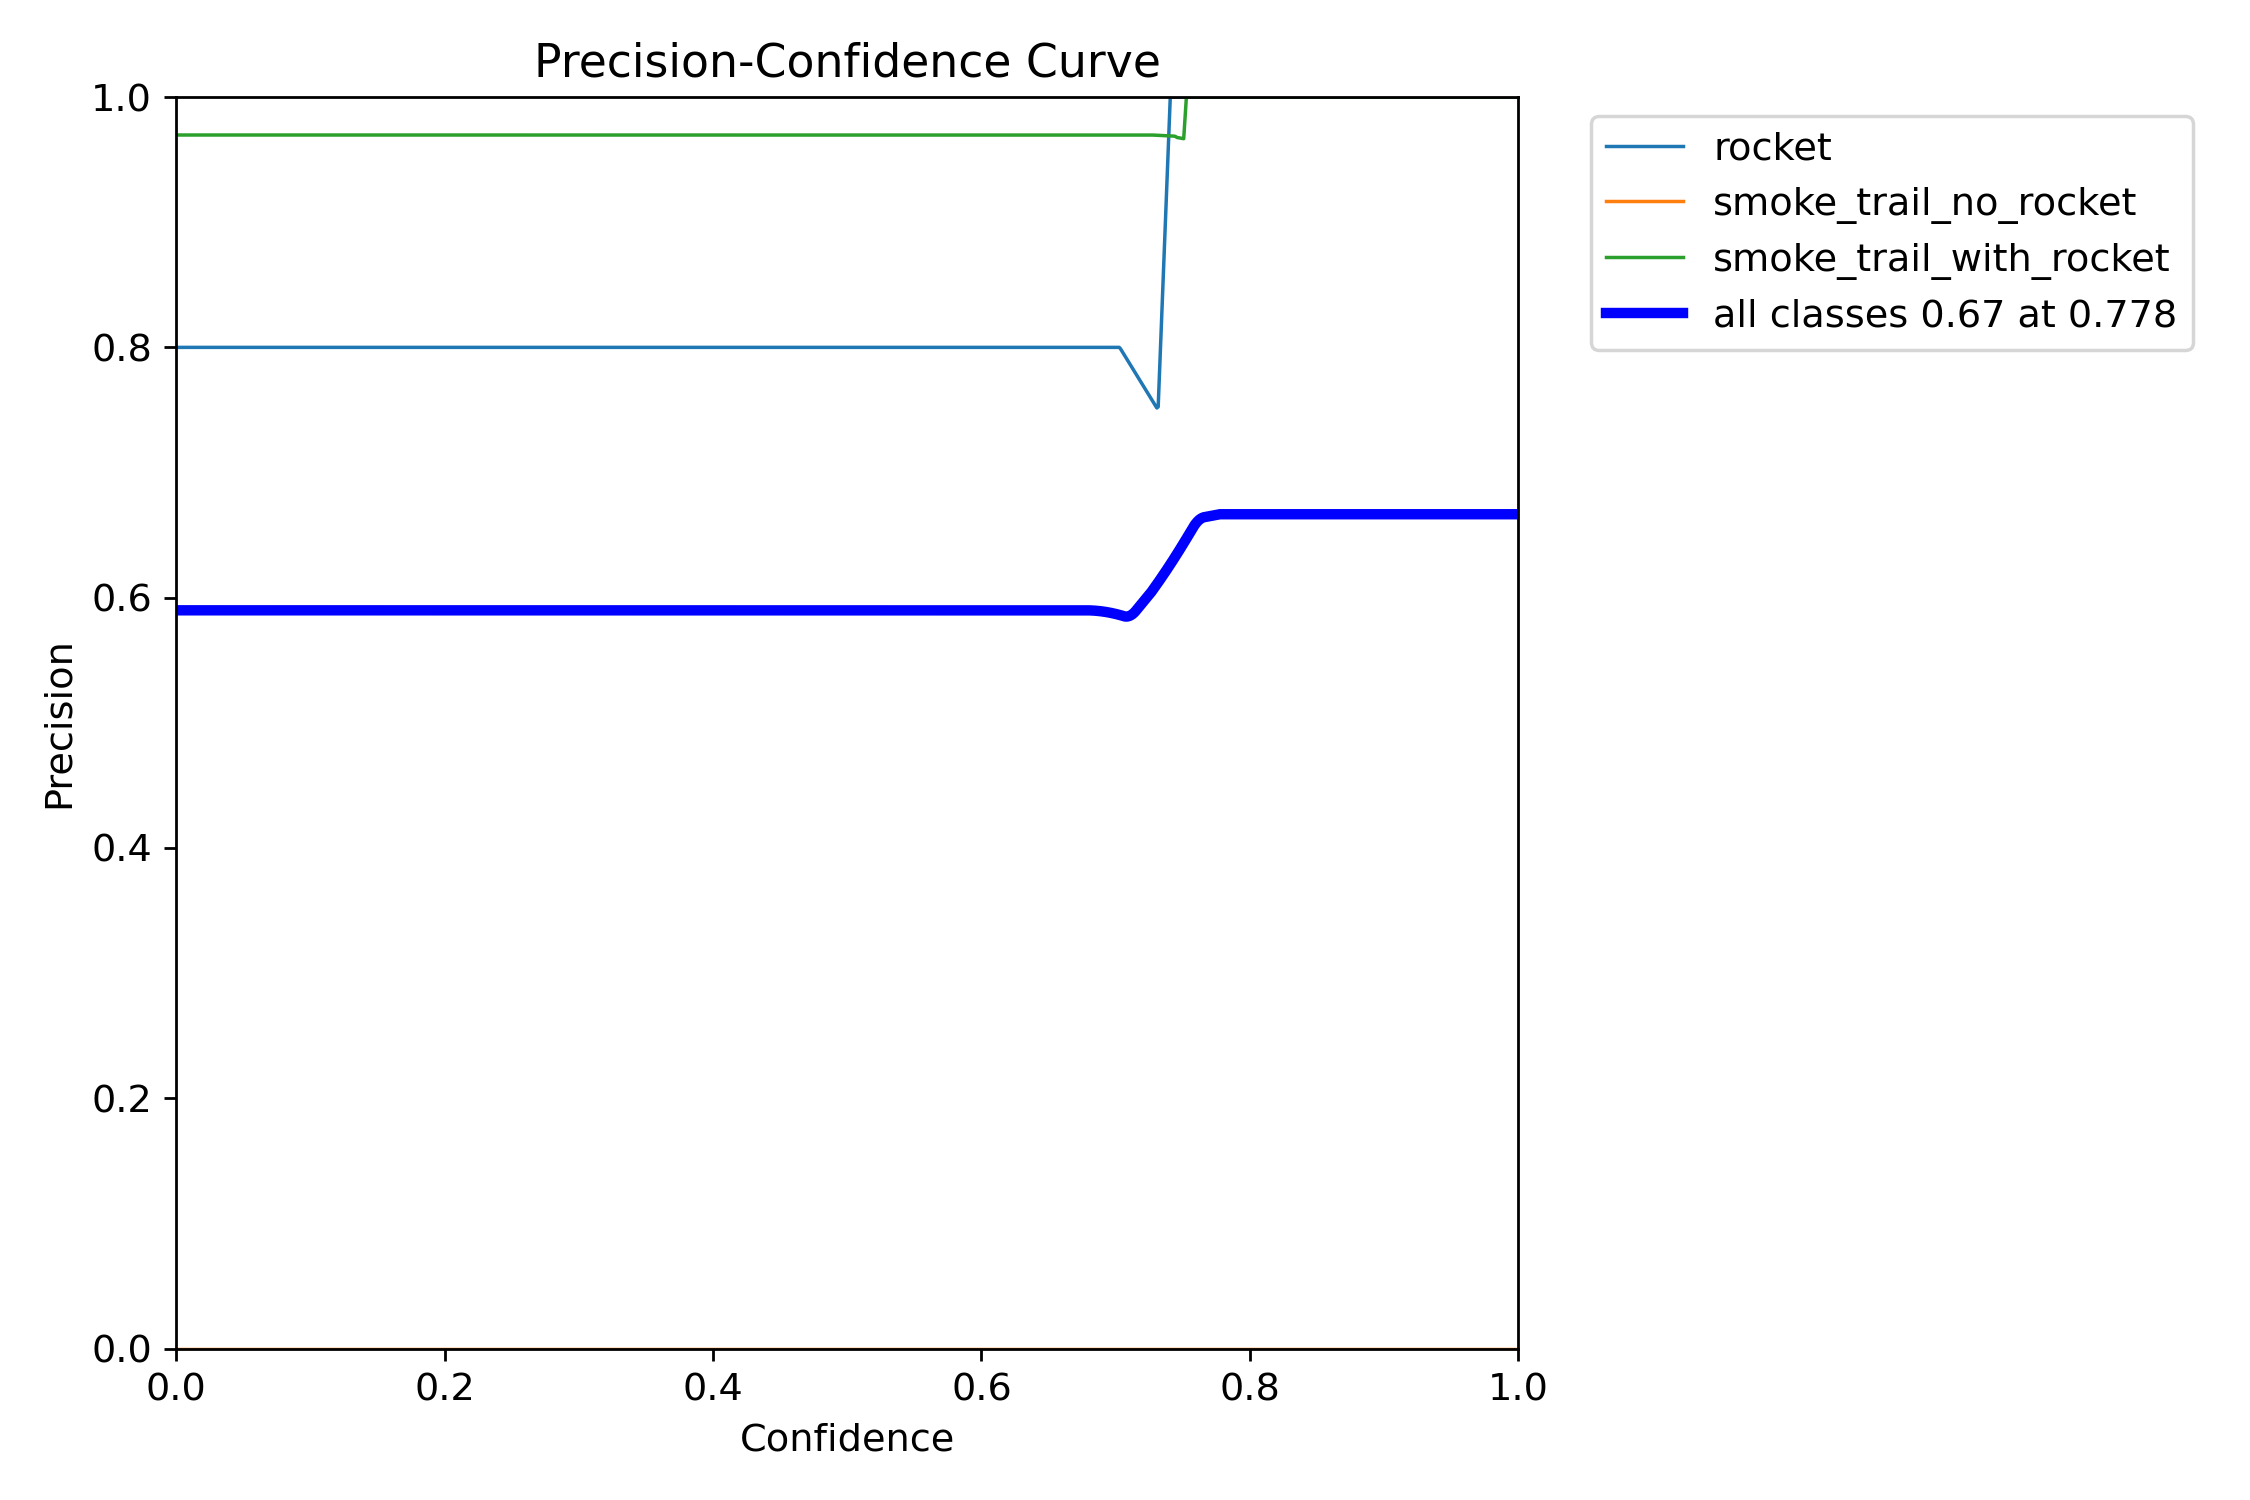 Precision-Confidence Curve
1.0
0.8
0.6
0.4
0.2
0.0
Precision
0.0 0.2 0.4 0.6 0.8 1.0
Confidence
rocket
smoke_trail_no_rocket
smoke_trail_with_rocket
all classes 0.67 at 0.778